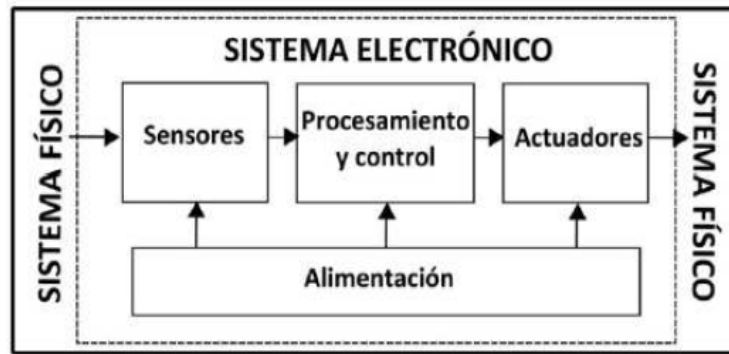 SISTEMA ELECTRÓNICO
SISTEMA FÍSICO
Sensores
Procesamiento
y control
Actuadores
SISTEMA FÍSICO
Alimentación